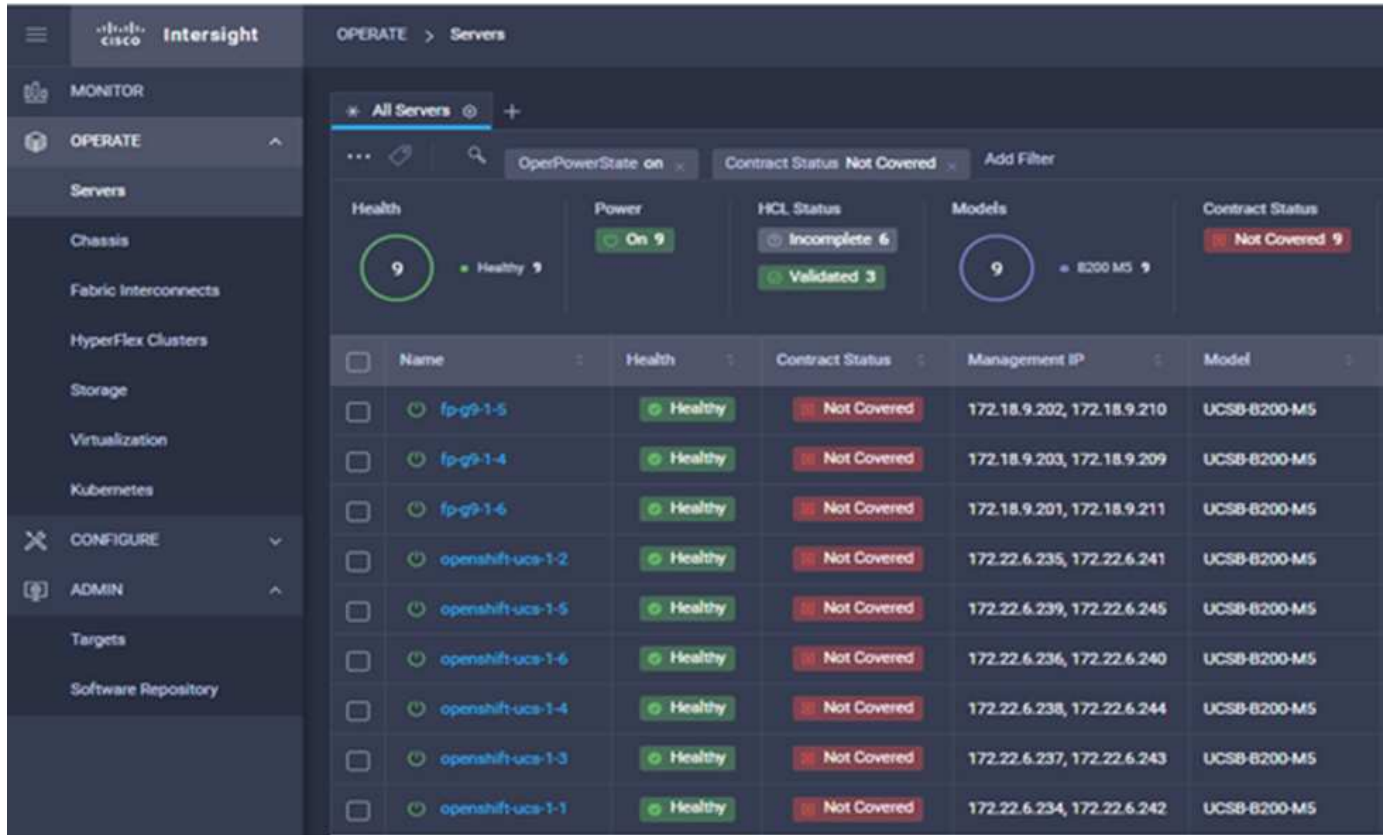 CISCO Intersight
OPERATE > Servers
MONITOR
OPERATE
Servers
Chassis
Fabric Interconnects
HyperFlex Clusters
Storage
Virtualization
Kubernetes
CONFIGURE
ADMIN
Targets
Software Repository
All Servers +
OperPowerState on × Contract Status Not Covered × Add Filter
Health Power HCL Status Models Contract Status
On 9 Incomplete 6 Not Covered 9
9 Healthy 9 Validated 3 9 B200 M5 9
Name Health Contract Status Management IP Model
fp-g9-1-5 Healthy Not Covered 172.18.9.202, 172.18.9.210 UCSB-B200-M5
fp-g9-1-4 Healthy Not Covered 172.18.9.203, 172.18.9.209 UCSB-B200-M5
fp-g9-1-6 Healthy Not Covered 172.18.9.201, 172.18.9.211 UCSB-B200-M5
openshift-ucs-1-2 Healthy Not Covered 172.22.6.235, 172.22.6.241 UCSB-B200-M5
openshift-ucs-1-5 Healthy Not Covered 172.22.6.239, 172.22.6.245 UCSB-B200-M5
openshift-ucs-1-6 Healthy Not Covered 172.22.6.236, 172.22.6.240 UCSB-B200-M5
openshift-ucs-1-4 Healthy Not Covered 172.22.6.238, 172.22.6.244 UCSB-B200-M5
openshift-ucs-1-3 Healthy Not Covered 172.22.6.237, 172.22.6.243 UCSB-B200-M5
openshift-ucs-1-1 Healthy Not Covered 172.22.6.234, 172.22.6.242 UCSB-B200-M5